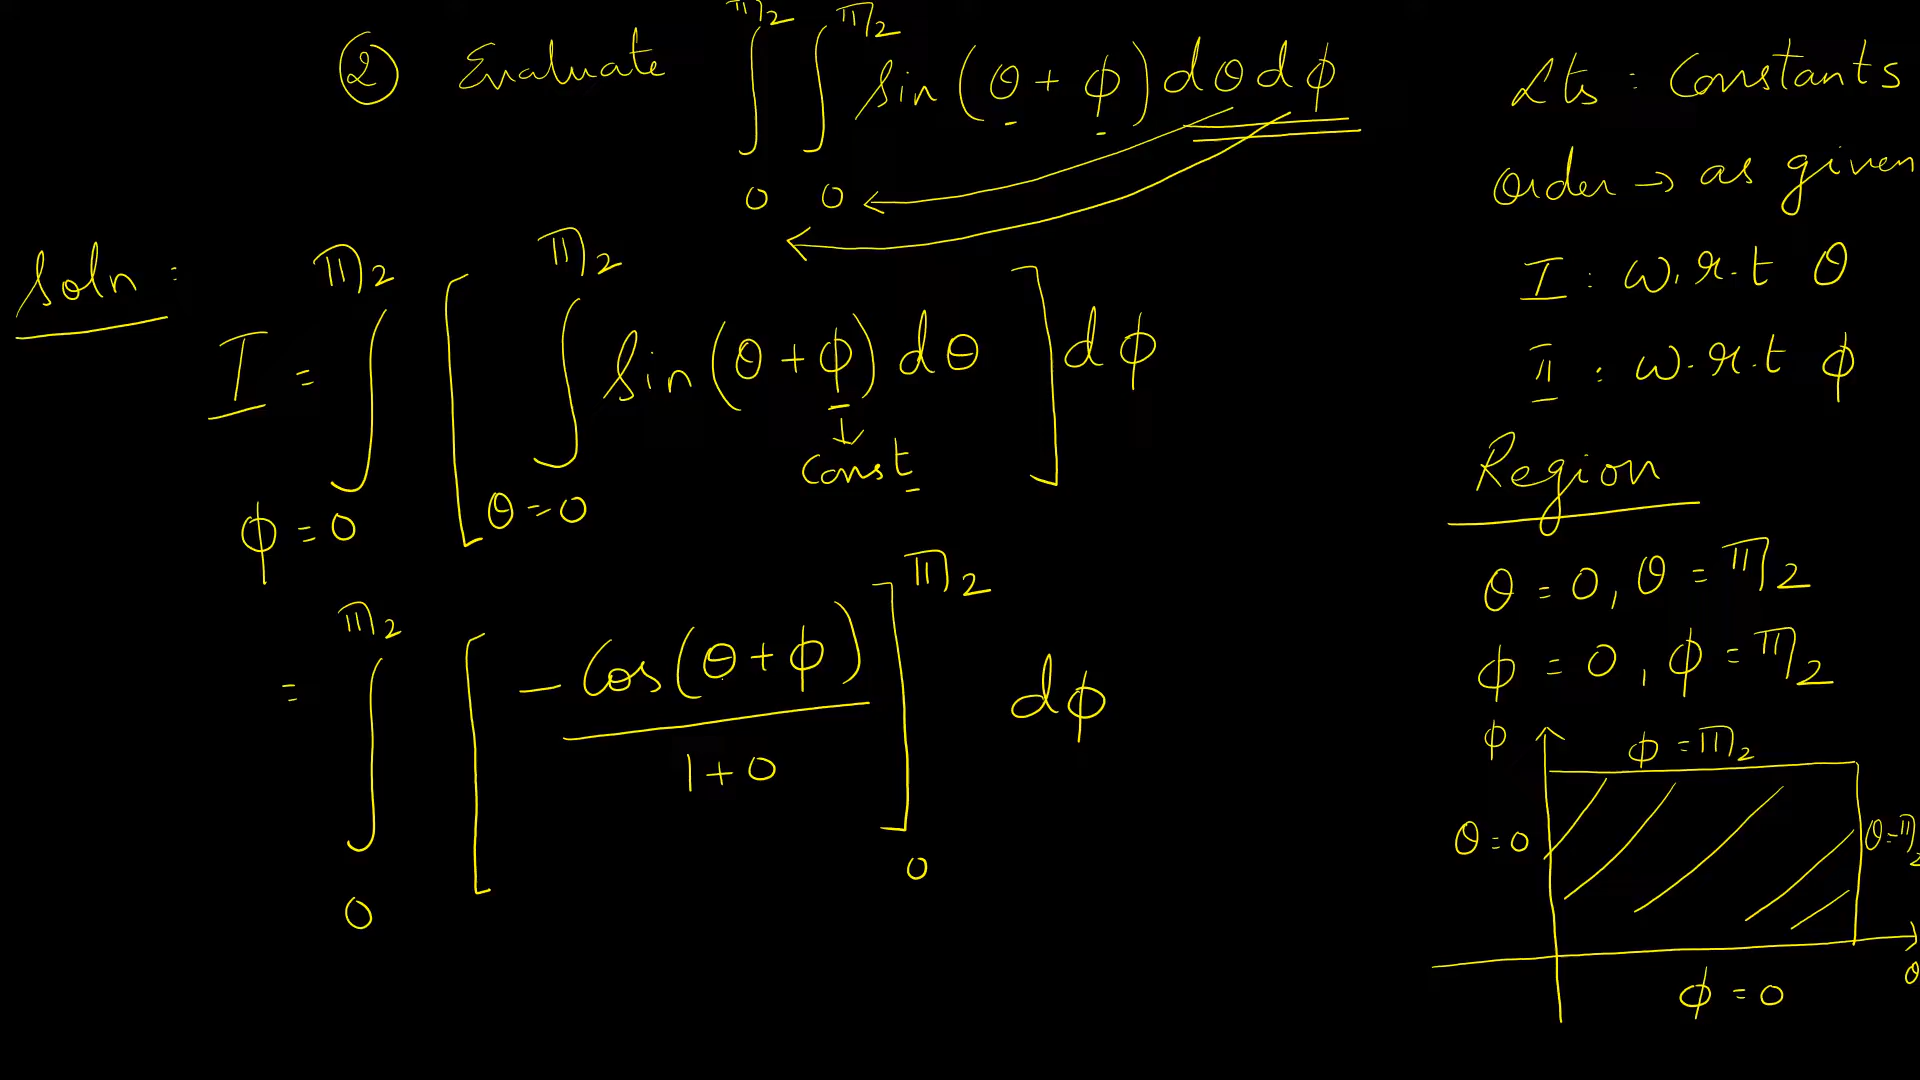 ② Evaluate ∫₀^(π/2) ∫₀^(π/2) sin(θ + φ) dθ dφ
Soln :
I = ∫_(φ=0)^(π/2) [ ∫_(θ=0)^(π/2) sin(θ + φ) dθ ] dφ
↓
Const
= ∫₀^(π/2) [ -Cos(θ+φ) / 1+0 ]₀^(π/2) dφ
Lts : Constants
Order → as given
I : w.r.t θ
II : w.r.t φ
Region
θ = 0, θ = π/2
φ = 0, φ = π/2
φ
φ = π/2
θ = 0
θ = π/2
θ
φ = 0